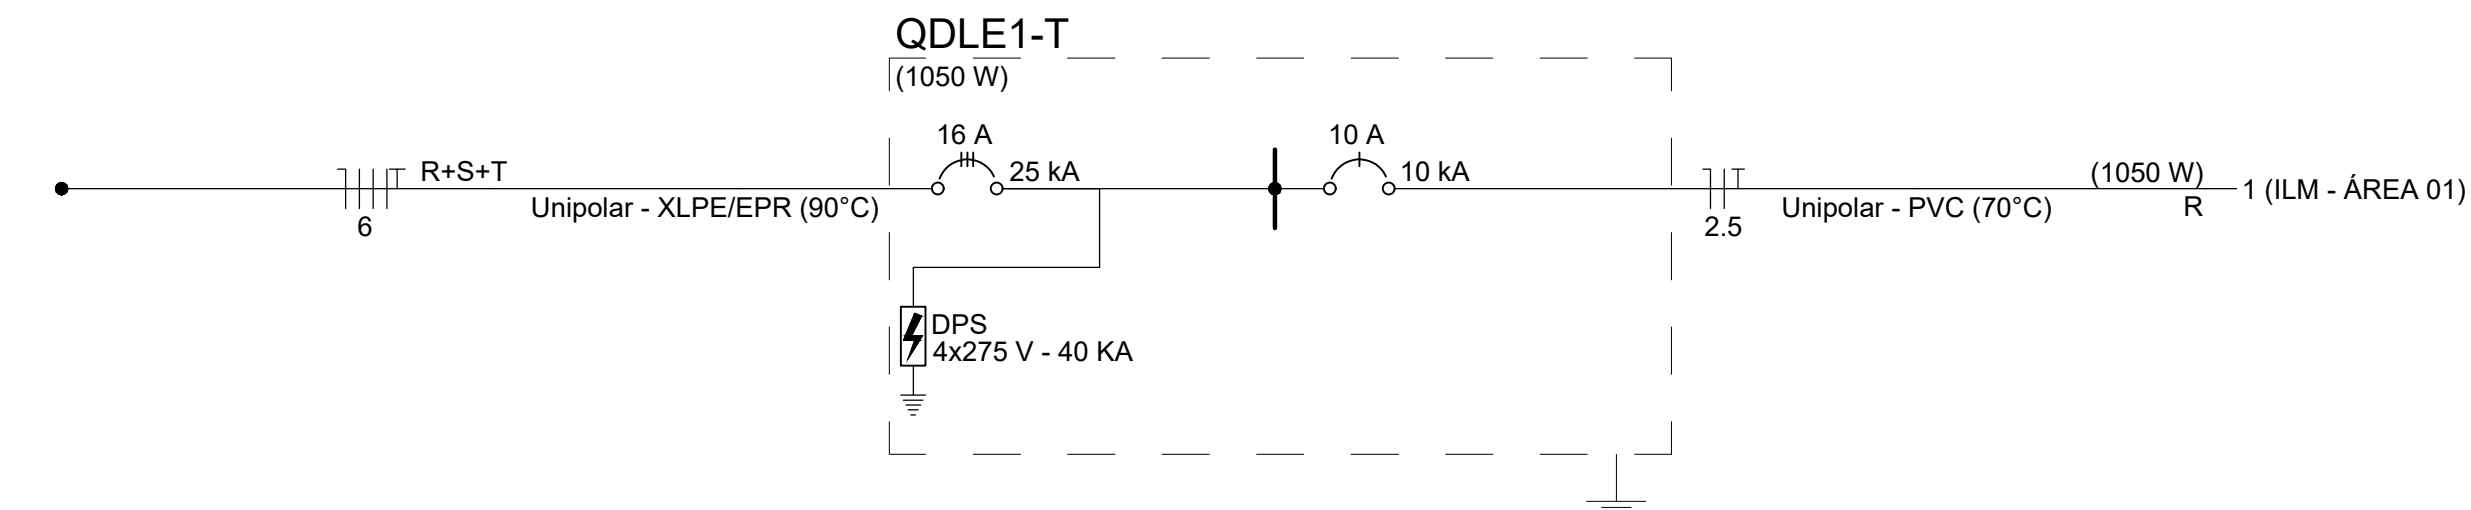 QDLE1-T
(1050 W)
16 A
10 A
R+S+T
25 kA
10 kA
(1050 W)
1 (ILM - ÁREA 01)
Unipolar - XLPE/EPR (90°C)
Unipolar - PVC (70°C)
R
6
2.5
DPS
4x275 V - 40 KA